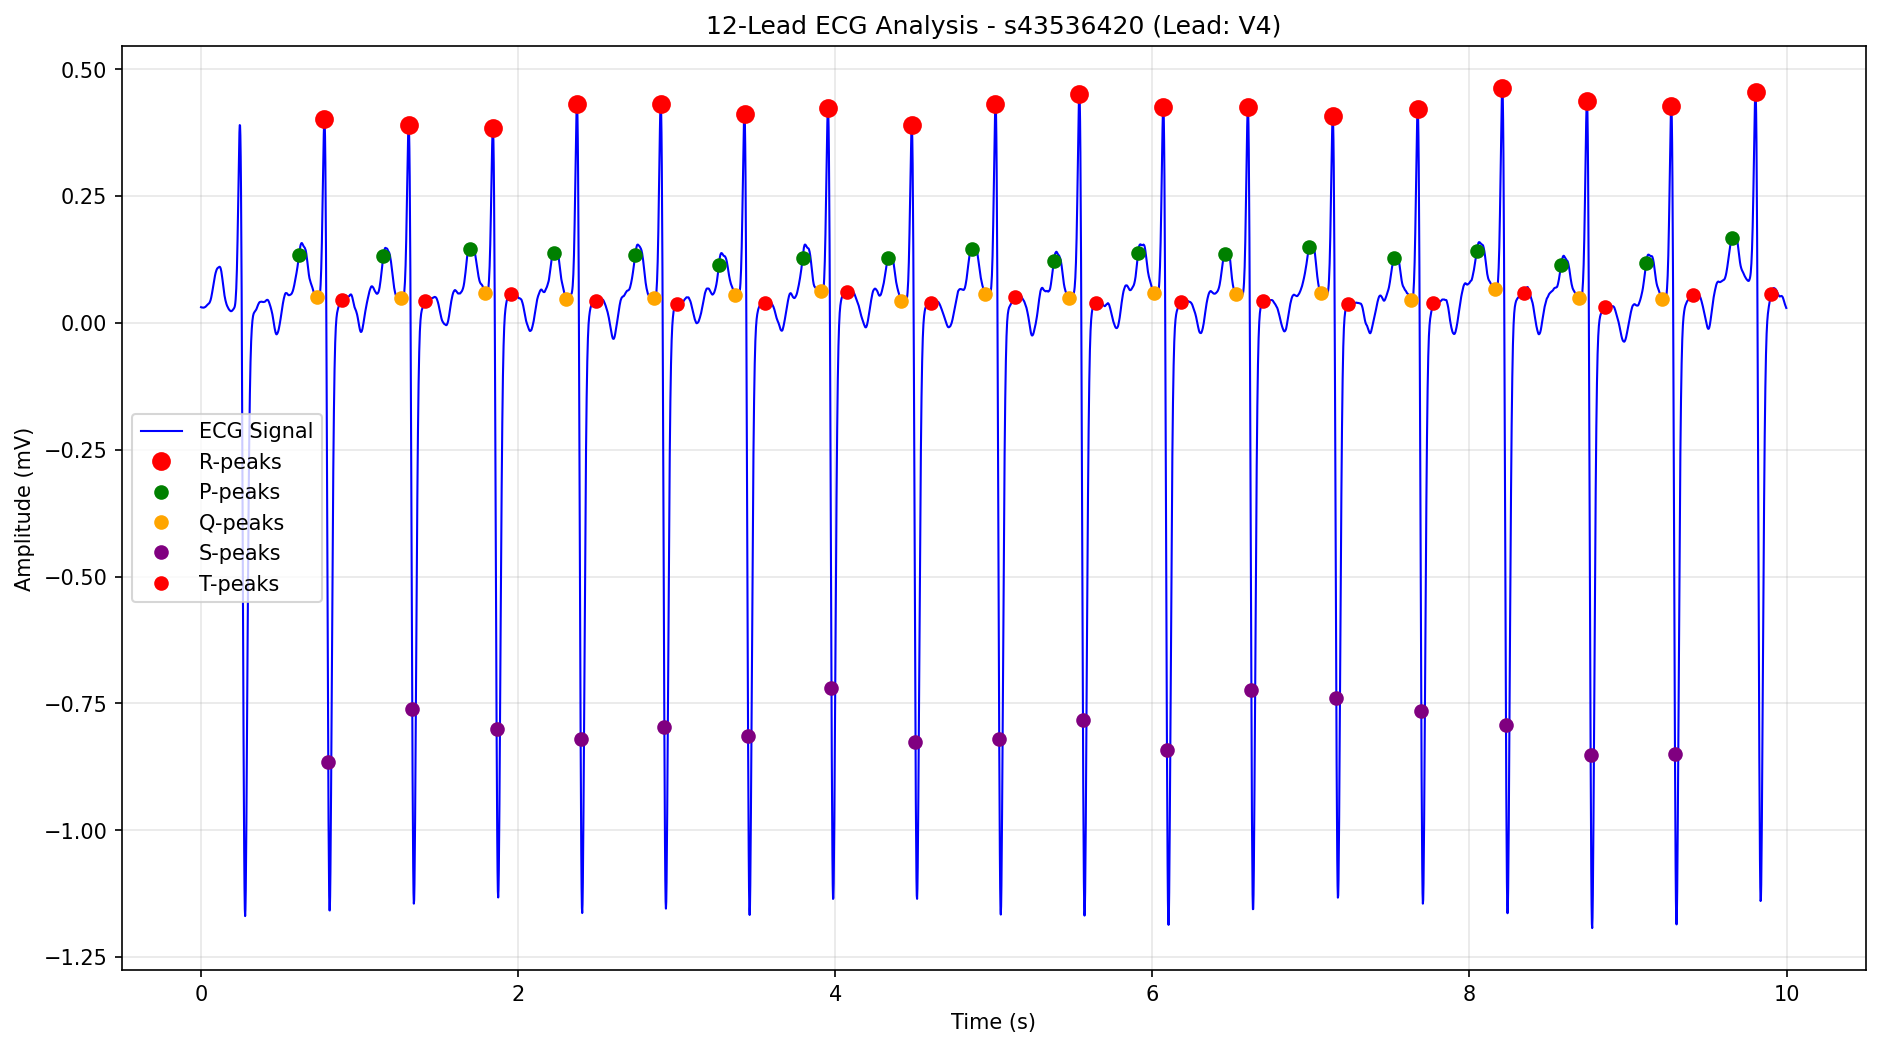 12-Lead ECG Analysis - s43536420 (Lead: V4)
0.50
0.25
0.00
−0.25
−0.50
−0.75
−1.00
−1.25
Amplitude (mV)
ECG Signal
R-peaks
P-peaks
Q-peaks
S-peaks
T-peaks
0 2 4 6 8 10
Time (s)